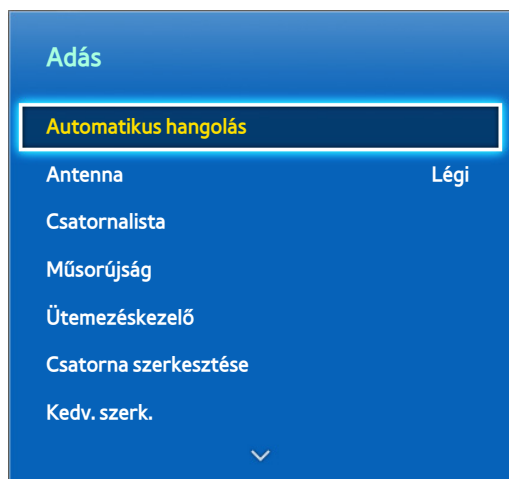 Adás
Automatikus hangolás
Antenna Légi
Csatornalista
Műsorújság
Ütemezéskezelő
Csatorna szerkesztése
Kedv. szerk.